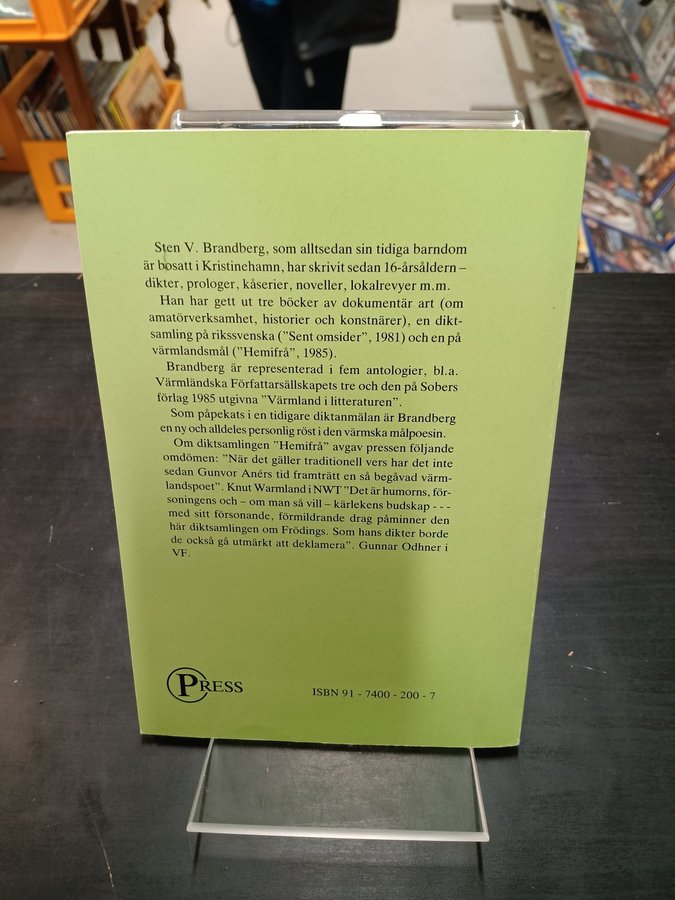 Sten V. Brandberg, som alltsedan sin tidiga barndom
är bosatt i Kristinehamn, har skrivit sedan 16-årsåldern –
dikter, prologer, kåserier, noveller, lokalrevyer m.m.
Han har gett ut tre böcker av dokumentär art (om
amatörverksamhet, historier och konstnärer), en dikt-
samling på rikssvenska ("Sent omsider", 1981) och en på
värmlandsmål ("Hemifrå", 1985).
Brandberg är representerad i fem antologier, bl.a.
Värmländska Författarsällskapets tre och den på Sobers
förlag 1985 utgivna "Värmland i litteraturen".
Som påpekats i en tidigare diktanmälan är Brandberg
en ny och alldeles personlig röst i den värmska målpoesin.
Om diktsamlingen "Hemifrå" avgav pressen följande
omdömen: "När det gäller traditionell vers har det inte
sedan Gunvor Anérs tid framträtt en så begåvad värm-
landspoet". Knut Warmland i NWT "Det är humorns, för-
soningens och – om man så vill – kärlekens budskap - - -
med sitt försonande, förmildrande drag påminner den
här diktsamlingen om Frödings. Som hans dikter borde
de också gå utmärkt att deklamera". Gunnar Odhner i
VF.
PRESS
ISBN 91 - 7400 - 200 - 7